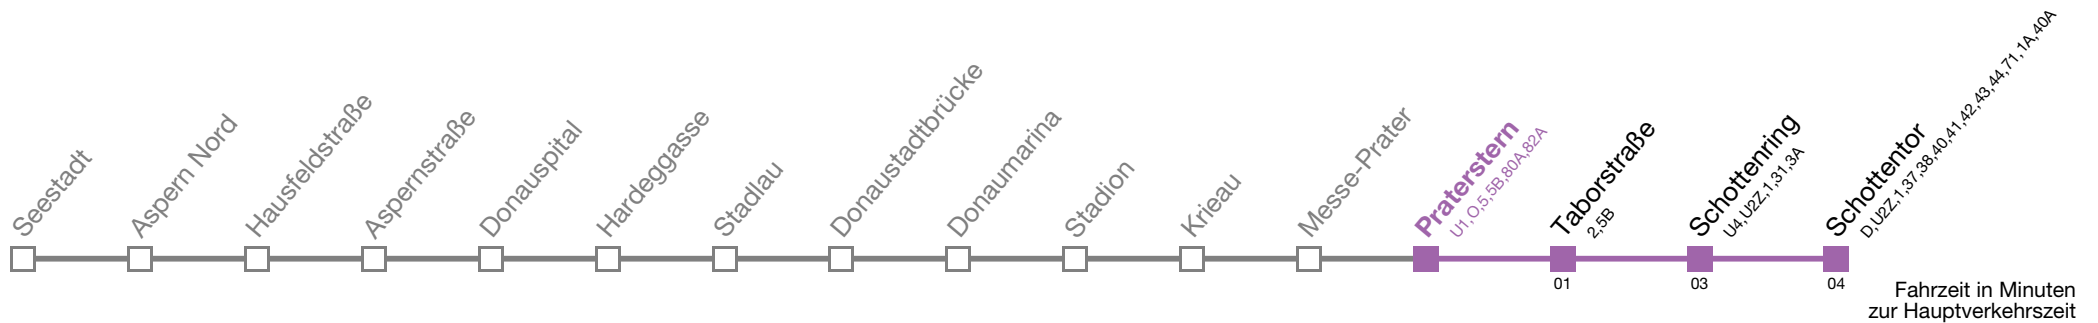 Seestadt
Aspern Nord
Hausfeldstraße
Aspernstraße
Donauspital
Hardeggasse
Stadlau
Donaustadtbrücke
Donaumarina
Stadion
Krieau
Messe-Prater
Praterstern
U1,O,5,5B,80A,82A
Taborstraße
2,5B
Schottenring
U4,U2Z,1,31,3A
Schottentor
D,U2Z,1,37,38,40,41,42,43,44,71,1A,40A
01
03
04
Fahrzeit in Minuten
zur Hauptverkehrszeit